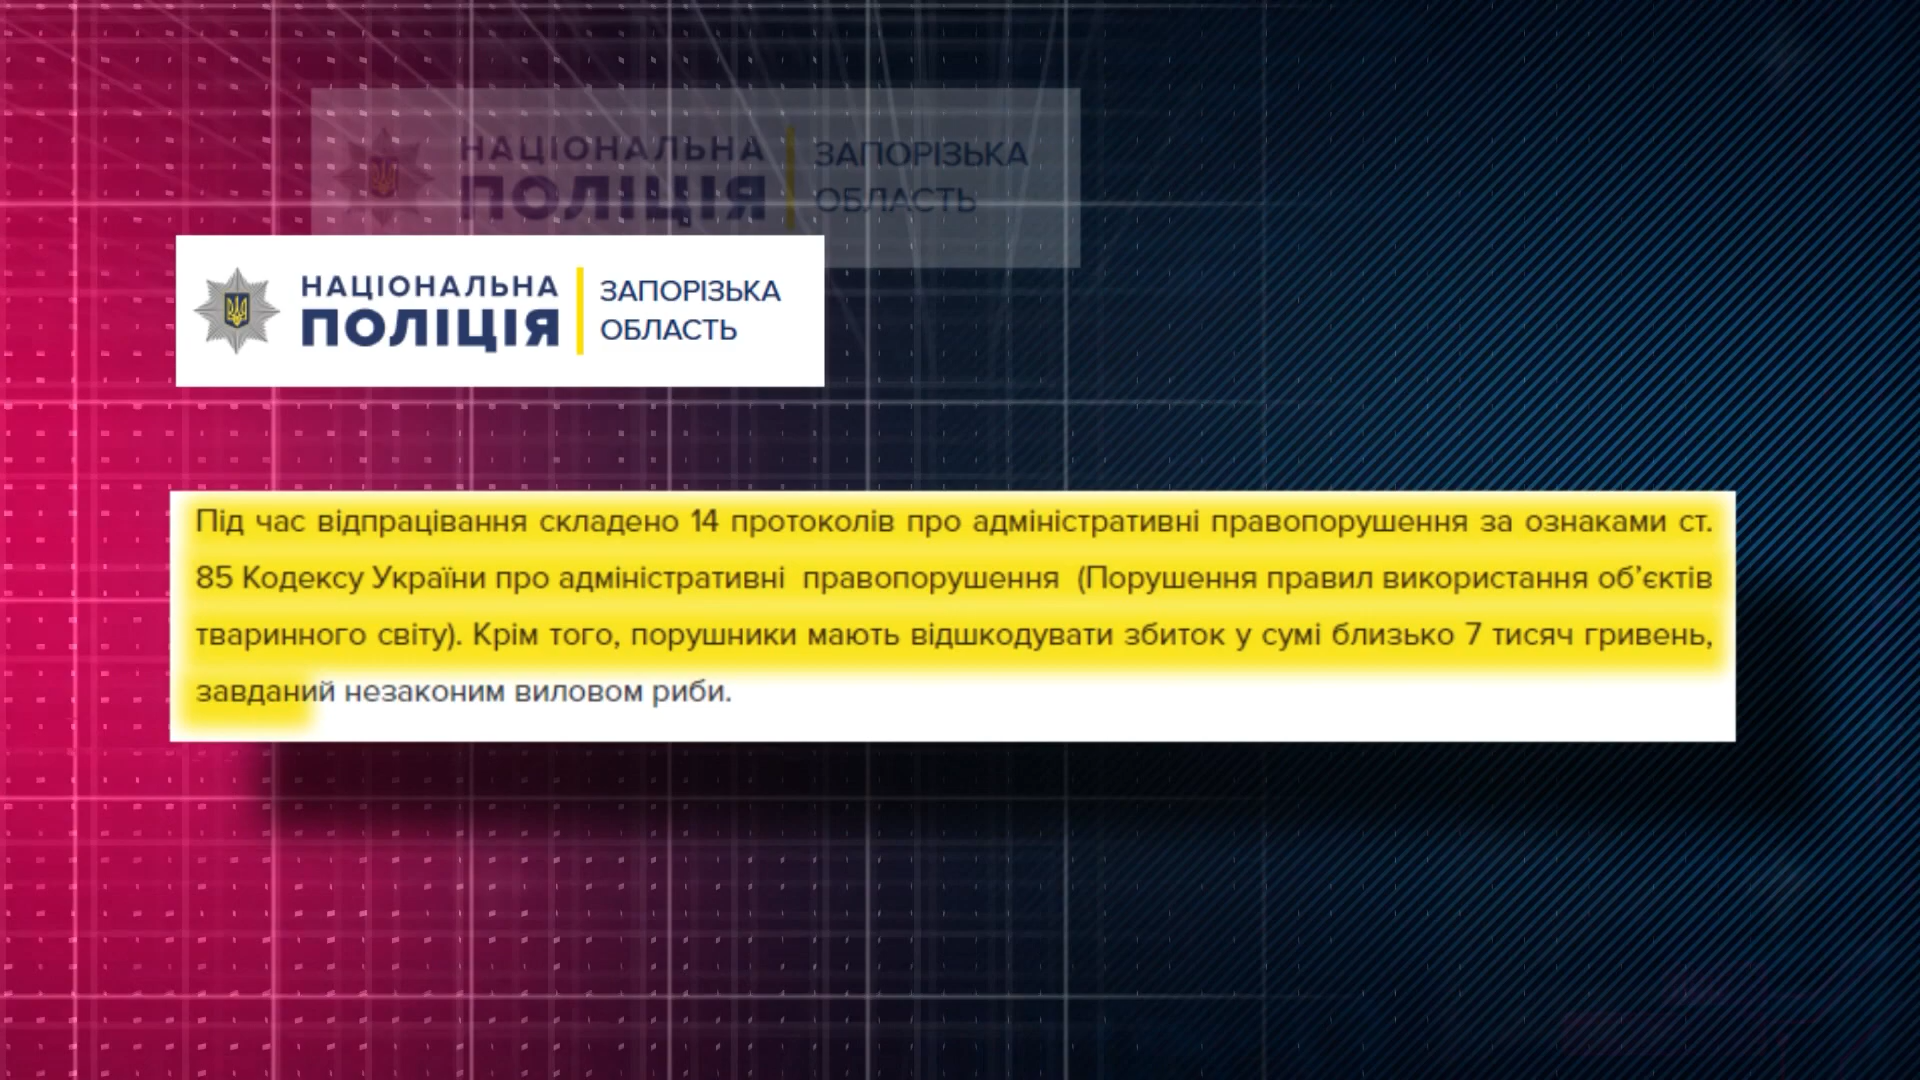 НАЦІОНАЛЬНА
ПОЛІЦІЯ
ЗАПОРІЗЬКА
ОБЛАСТЬ
НАЦІОНАЛЬНА
ПОЛІЦІЯ
ЗАПОРІЗЬКА
ОБЛАСТЬ
Під час відпрацівання складено 14 протоколів про адміністративні правопорушення за ознаками ст.
85 Кодексу України про адміністративні правопорушення (Порушення правил використання об’єктів
тваринного світу). Крім того, порушники мають відшкодувати збиток у сумі близько 7 тисяч гривень,
завданий незаконим виловом риби.